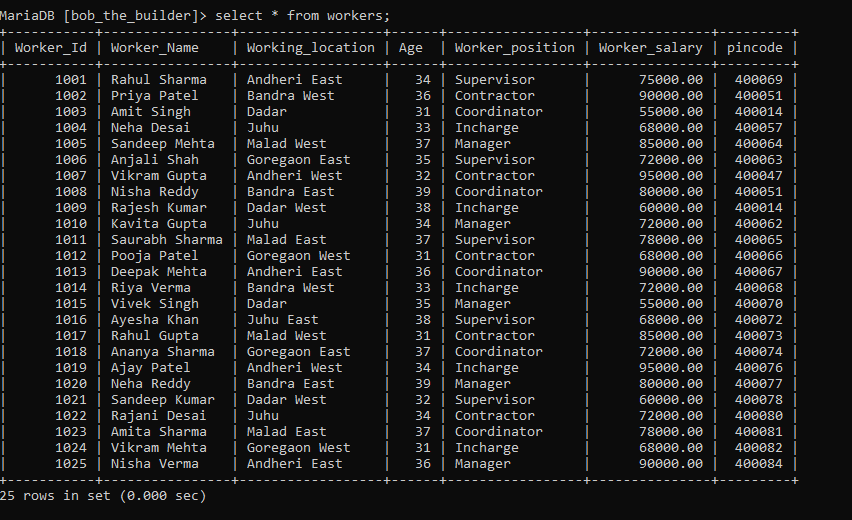 MariaDB [bob_the_builder]> select * from workers;
+-----------+----------------+------------------+------+-----------------+---------------+---------+
| Worker_Id | Worker_Name    | Working_location | Age  | Worker_position | Worker_salary | pincode |
+-----------+----------------+------------------+------+-----------------+---------------+---------+
|      1001 | Rahul Sharma   | Andheri East     |   34 | Supervisor      |      75000.00 |  400069 |
|      1002 | Priya Patel    | Bandra West      |   36 | Contractor      |      90000.00 |  400051 |
|      1003 | Amit Singh     | Dadar            |   31 | Coordinator     |      55000.00 |  400014 |
|      1004 | Neha Desai     | Juhu             |   33 | Incharge        |      68000.00 |  400057 |
|      1005 | Sandeep Mehta  | Malad West       |   37 | Manager         |      85000.00 |  400064 |
|      1006 | Anjali Shah    | Goregaon East    |   35 | Supervisor      |      72000.00 |  400063 |
|      1007 | Vikram Gupta   | Andheri West     |   32 | Contractor      |      95000.00 |  400047 |
|      1008 | Nisha Reddy    | Bandra East      |   39 | Coordinator     |      80000.00 |  400051 |
|      1009 | Rajesh Kumar   | Dadar West       |   38 | Incharge        |      60000.00 |  400014 |
|      1010 | Kavita Gupta   | Juhu             |   34 | Manager         |      72000.00 |  400062 |
|      1011 | Saurabh Sharma | Malad East       |   37 | Supervisor      |      78000.00 |  400065 |
|      1012 | Pooja Patel    | Goregaon West    |   31 | Contractor      |      68000.00 |  400066 |
|      1013 | Deepak Mehta   | Andheri East     |   36 | Coordinator     |      90000.00 |  400067 |
|      1014 | Riya Verma     | Bandra West      |   33 | Incharge        |      72000.00 |  400068 |
|      1015 | Vivek Singh    | Dadar            |   35 | Manager         |      55000.00 |  400070 |
|      1016 | Ayesha Khan    | Juhu East        |   38 | Supervisor      |      68000.00 |  400072 |
|      1017 | Rahul Gupta    | Malad West       |   31 | Contractor      |      85000.00 |  400073 |
|      1018 | Ananya Sharma  | Goregaon East    |   37 | Coordinator     |      72000.00 |  400074 |
|      1019 | Ajay Patel     | Andheri West     |   34 | Incharge        |      95000.00 |  400076 |
|      1020 | Neha Reddy     | Bandra East      |   39 | Manager         |      80000.00 |  400077 |
|      1021 | Sandeep Kumar  | Dadar West       |   32 | Supervisor      |      60000.00 |  400078 |
|      1022 | Rajani Desai   | Juhu             |   34 | Contractor      |      72000.00 |  400080 |
|      1023 | Amita Sharma   | Malad East       |   37 | Coordinator     |      78000.00 |  400081 |
|      1024 | Vikram Mehta   | Goregaon West    |   31 | Incharge        |      68000.00 |  400082 |
|      1025 | Nisha Verma    | Andheri East     |   36 | Manager         |      90000.00 |  400084 |
+-----------+----------------+------------------+------+-----------------+---------------+---------+
25 rows in set (0.000 sec)